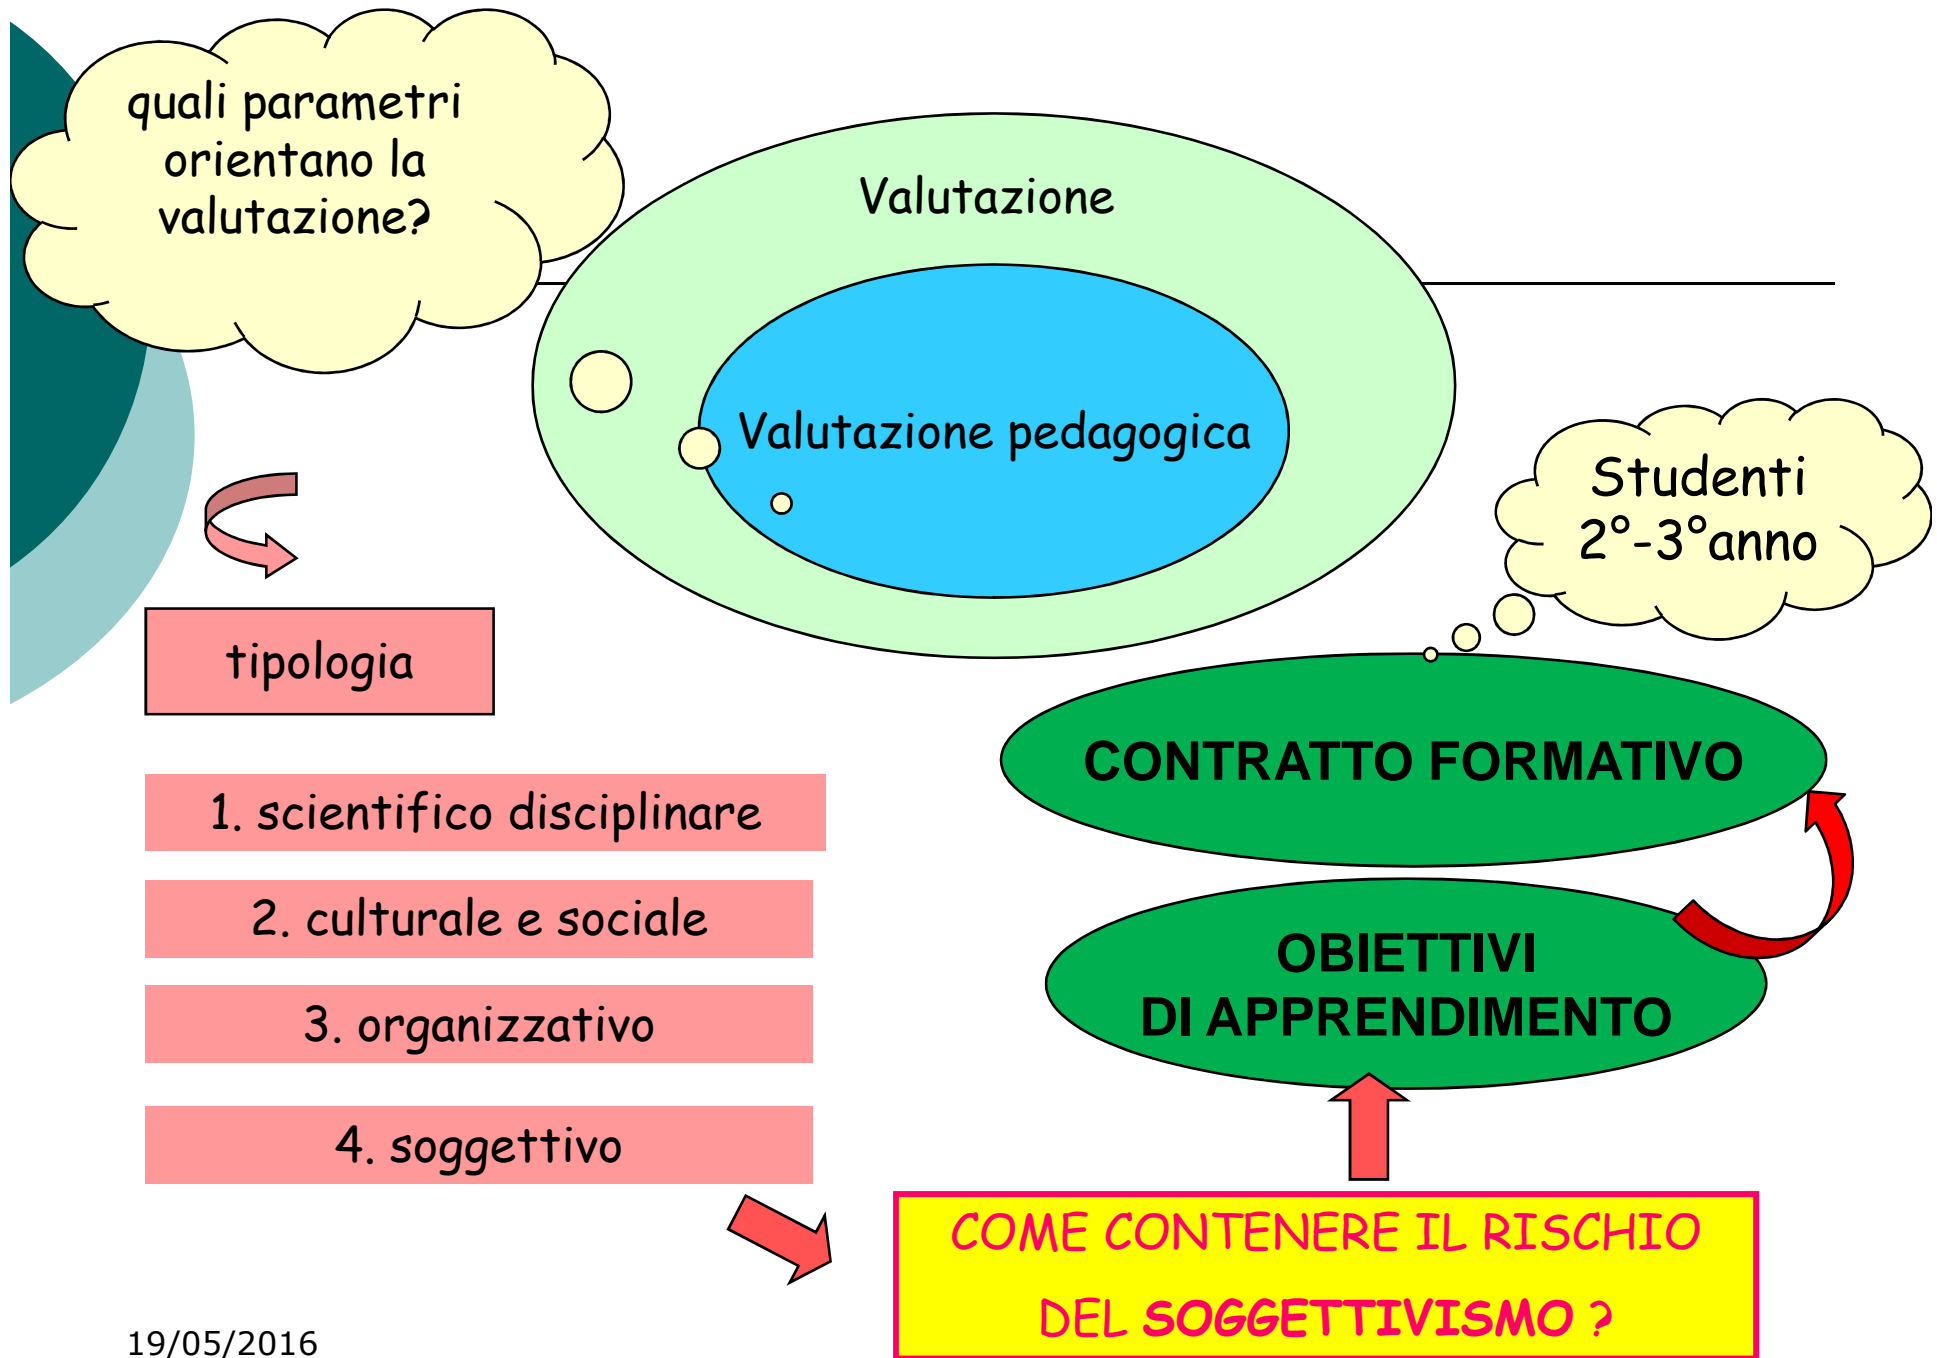 quali parametri
orientano la
valutazione?
Valutazione
Valutazione pedagogica
Studenti
2°-3°anno
tipologia
1. scientifico disciplinare
2. culturale e sociale
3. organizzativo
4. soggettivo
CONTRATTO FORMATIVO
OBIETTIVI
DI APPRENDIMENTO
COME CONTENERE IL RISCHIO
DEL SOGGETTIVISMO ?
19/05/2016